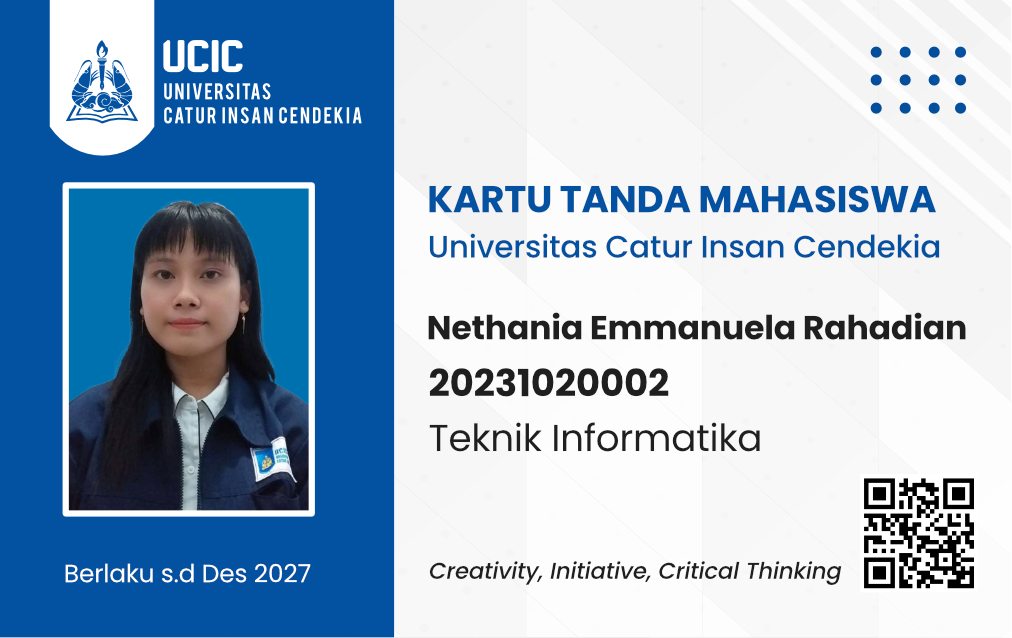 UCIC
UNIVERSITAS
CATUR INSAN CENDEKIA
KARTU TANDA MAHASISWA
Universitas Catur Insan Cendekia
Nethania Emmanuela Rahadian
20231020002
Teknik Informatika
UCIC
Berlaku s.d Des 2027
Creativity, Initiative, Critical Thinking